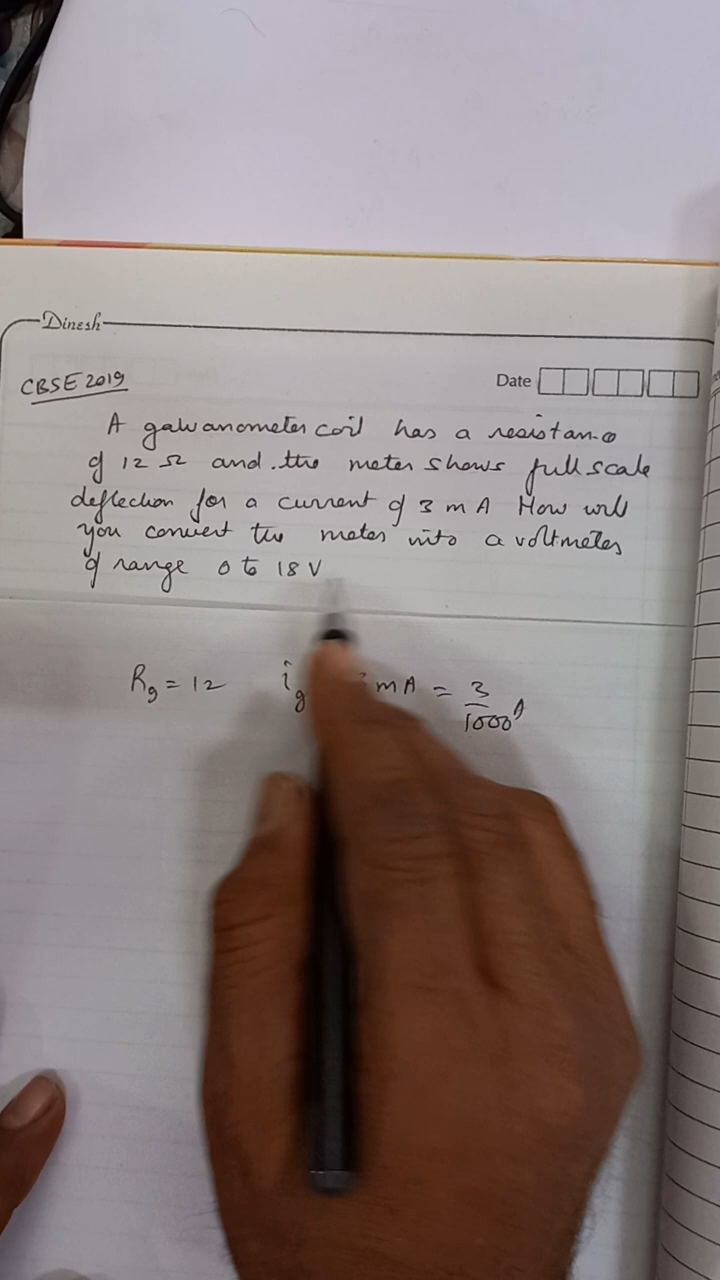 Dinesh
CBSE 2019
Date
A galvanometer coil has a resistance
of 12 Ω and the meter shows full scale
deflection for a current of 3 mA How will
you convert the meter into a voltmeter
of range 0 to 18 V
Rg = 12 ig mA = 3/1000 A